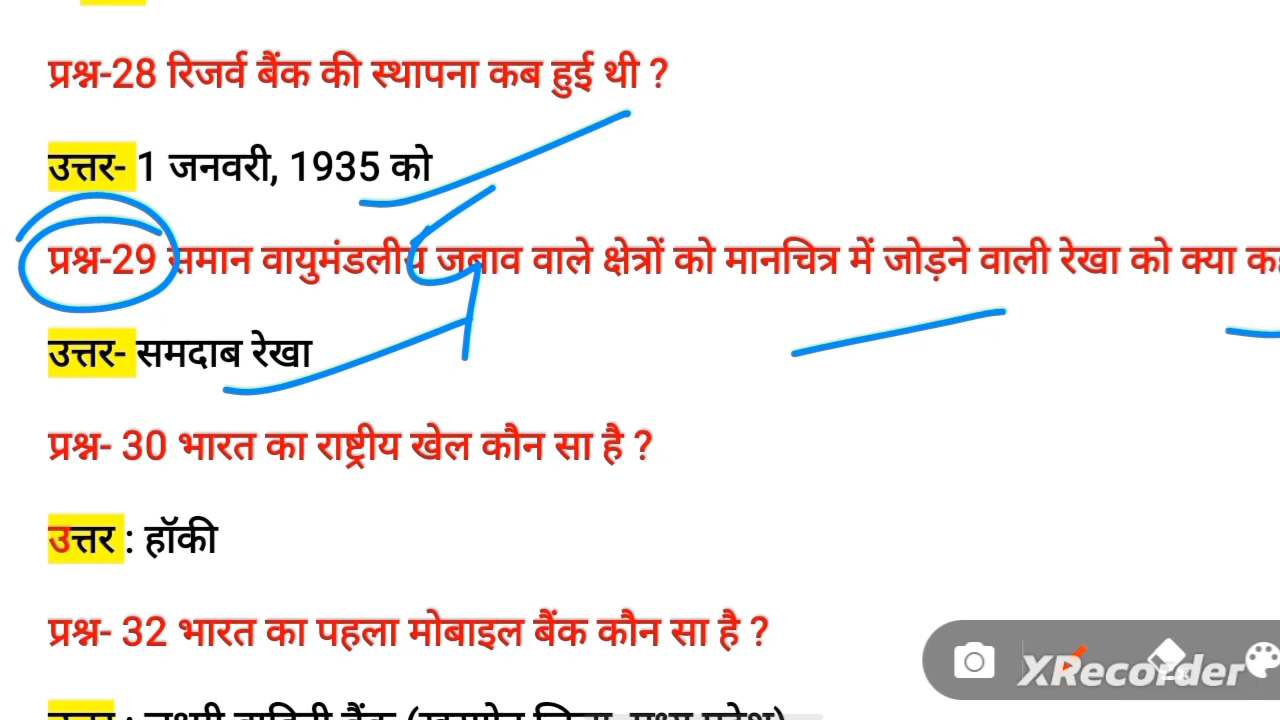 प्रश्न-28 रिजर्व बैंक की स्थापना कब हुई थी ?
उत्तर- 1 जनवरी, 1935 को
प्रश्न-29 समान वायुमंडलीय वाले क्षेत्रों को मानचित्र में जोड़ने वाली रेखा को क्या
उत्तर- समदाब रेखा
प्रश्न- 30 भारत का राष्ट्रीय खेल कौन सा है ?
उत्तर : हॉकी
प्रश्न- 32 भारत का पहला मोबाइल बैंक कौन सा है ?
XRecorder